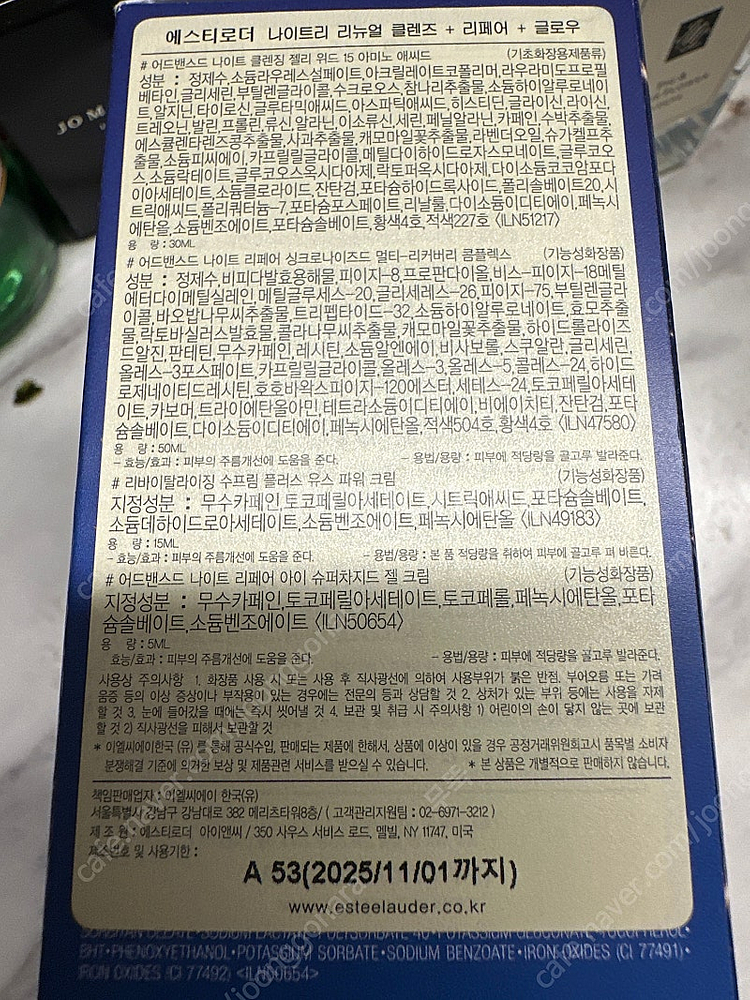 에스티로더 나이트리 리뉴얼 클렌즈 + 리페어 + 글로우
# 어드밴스드 나이트 클렌징 젤리 위드 15 아미노 애씨드 (기초화장용제품류)
성분 : 정제수,소듐라우레스설페이트,아크릴레이트코폴리머,라우라미도프로필
베타인,글리세린,부틸렌글라이콜,수크로오스,참나리추출물,소듐하이알루로네이
트,알지닌,타이로신,글루타믹애씨드,아스파틱애씨드,히스티딘,글라이신,라이신,
트레오닌,발린,프롤린,류신,알라닌,이소류신,세린,페닐알라닌,카페인,수박추출물,
에스큘렌타렌즈콩추출물,사과추출물,캐모마일꽃추출물,라벤더오일,슈가켈프추
출물,소듐피씨에이,카프릴릴글라이콜,메틸다이하이드로자스모네이트,글루코오
스,소듐락테이트,글루코오스옥시다아제,락토퍼옥시다아제,다이소듐코코암포다
이아세테이트,소듐클로라이드,잔탄검,포타슘하이드록사이드,폴리솔베이트20,시
트릭애씨드,폴리쿼터늄-7,포타슘포스페이트,리날룰,다이소듐이디티에이,페녹시
에탄올,소듐벤조에이트,포타슘솔베이트,황색4호,적색227호 <ILN51217>
용 량 : 30ML
# 어드밴스드 나이트 리페어 싱크로나이즈드 멀티-리커버리 콤플렉스 (기능성화장품)
성분 : 정제수,비피다발효용해물,피이지-8,프로판다이올,비스-피이지-18메틸
에터다이메틸실레인,메틸글루세스-20,글리세레스-26,피이지-75,부틸렌글라
이콜,바오밥나무씨추출물,트리펩타이드-32,소듐하이알루로네이트,효모추출
물,락토바실러스발효물,콜라나무씨추출물,캐모마일꽃추출물,하이드롤라이즈
드알진,판테틴,무수카페인,레시틴,소듐알엔에이,비사보롤,스쿠알란,글리세린,
올레스-3포스페이트,카프릴릴글라이콜,올레스-3,올레스-5,콜레스-24,하이드
로제네이티드레시틴,호호바왁스피이지-120에스터,세테스-24,토코페릴아세테
이트,카보머,트라이에탄올아민,테트라소듐이디티에이,비에이치티,잔탄검,포타
슘솔베이트,다이소듐이디티에이,페녹시에탄올,적색504호,황색4호 <ILN47580>
용 량 : 50ML
- 효능/효과 : 피부의 주름개선에 도움을 준다. - 용법/용량 : 피부에 적당량을 골고루 발라준다.
# 리바이탈라이징 수프림 플러스 유스 파워 크림 (기능성화장품)
지정성분 : 무수카페인,토코페릴아세테이트,시트릭애씨드,포타슘솔베이트,
소듐데하이드로아세테이트,소듐벤조에이트,페녹시에탄올 <ILN49183>
용 량 : 15ML
- 효능/효과 : 피부의 주름개선에 도움을 준다. - 용법/용량 : 본 품 적당량을 취하여 피부에 골고루 펴 바른다.
# 어드밴스드 나이트 리페어 아이 슈퍼차지드 젤 크림 (기능성화장품)
지정성분 : 무수카페인,토코페릴아세테이트,토코페롤,페녹시에탄올,포타
슘솔베이트,소듐벤조에이트 <ILN50654>
용 량 : 5ML
효능/효과 : 피부의 주름개선에 도움을 준다. - 용법/용량 : 피부에 적당량을 골고루 발라준다.
사용상 주의사항 1. 화장품 사용 시 또는 사용 후 직사광선에 의하여 사용부위가 붉은 반점, 부어오름 또는 가려
움증 등의 이상 증상이나 부작용이 있는 경우에는 전문의 등과 상담할 것 2. 상처가 있는 부위 등에는 사용을 자제
할 것 3. 눈에 들어갔을 때에는 즉시 씻어낼 것 4. 보관 및 취급 시 주의사항 1) 어린이의 손이 닿지 않는 곳에 보관
할 것 2) 직사광선을 피해서 보관할 것
* 이엘씨에이한국 (유) 를 통해 공식수입, 판매되는 제품에 한해서, 상품에 이상이 있을 경우 공정거래위원회고시 품목별 소비자
분쟁해결 기준에 의거한 보상 및 제품관련 서비스를 받으실 수 있습니다. * 본 상품은 개별적으로 판매하지 않습니다.
책임판매업자 : 이엘씨에이 한국(유)
서울특별시 강남구 강남대로 382 메리츠타워8층/ ( 고객관리지원팀 : 02-6971-3212 )
제 조 원 : 에스티로더 아이앤씨 / 350 사우스 서비스 로드, 멜빌, NY 11747, 미국
제조번호 및 사용기한 :
A 53(2025/11/01까지)
www.esteelauder.co.kr
BHT•PHENOXYETHANOL•POTASSIUM SORBATE•SODIUM BENZOATE•IRON OXIDES (CI 77491)•
IRON OXIDES (CI 77492) <ILN50654>
JO M